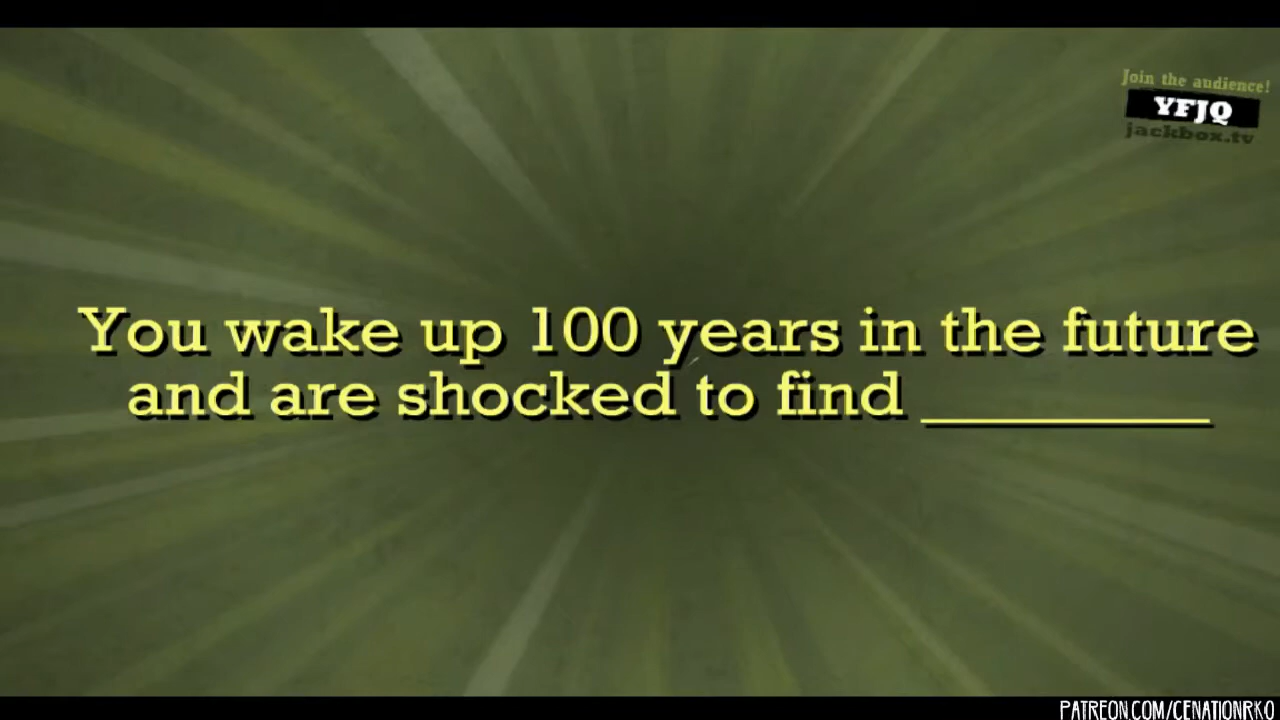 Join the audience!
YFJQ
jackbox.tv
You wake up 100 years in the future
and are shocked to find __________
PATREON.COM/CENATIONRKO